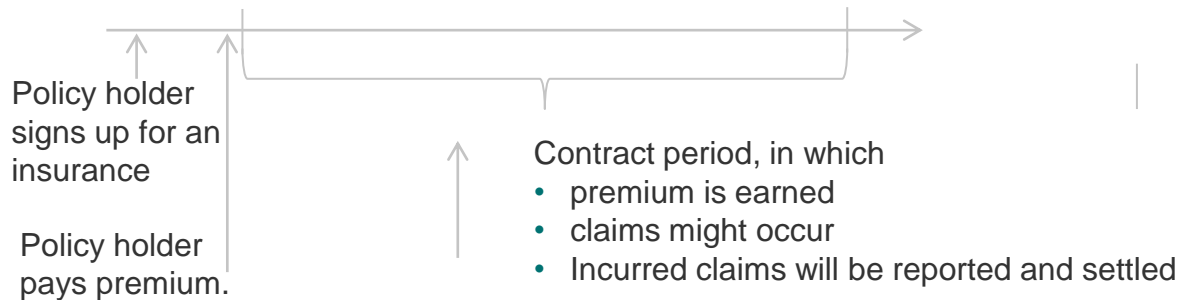 Policy holder
signs up for an
insurance
Policy holder
pays premium.
Contract period, in which
• premium is earned
• claims might occur
• Incurred claims will be reported and settled